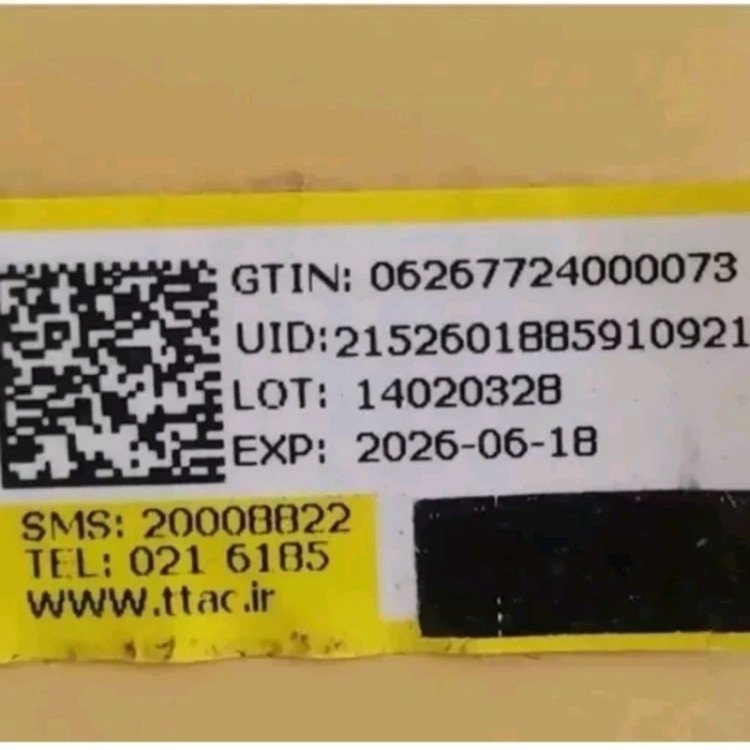 GTIN: 06267724000073
UID:2152601885910921
LOT: 14020328
EXP: 2026-06-18
SMS: 20008822
TEL: 021 6185
www.ttac.ir